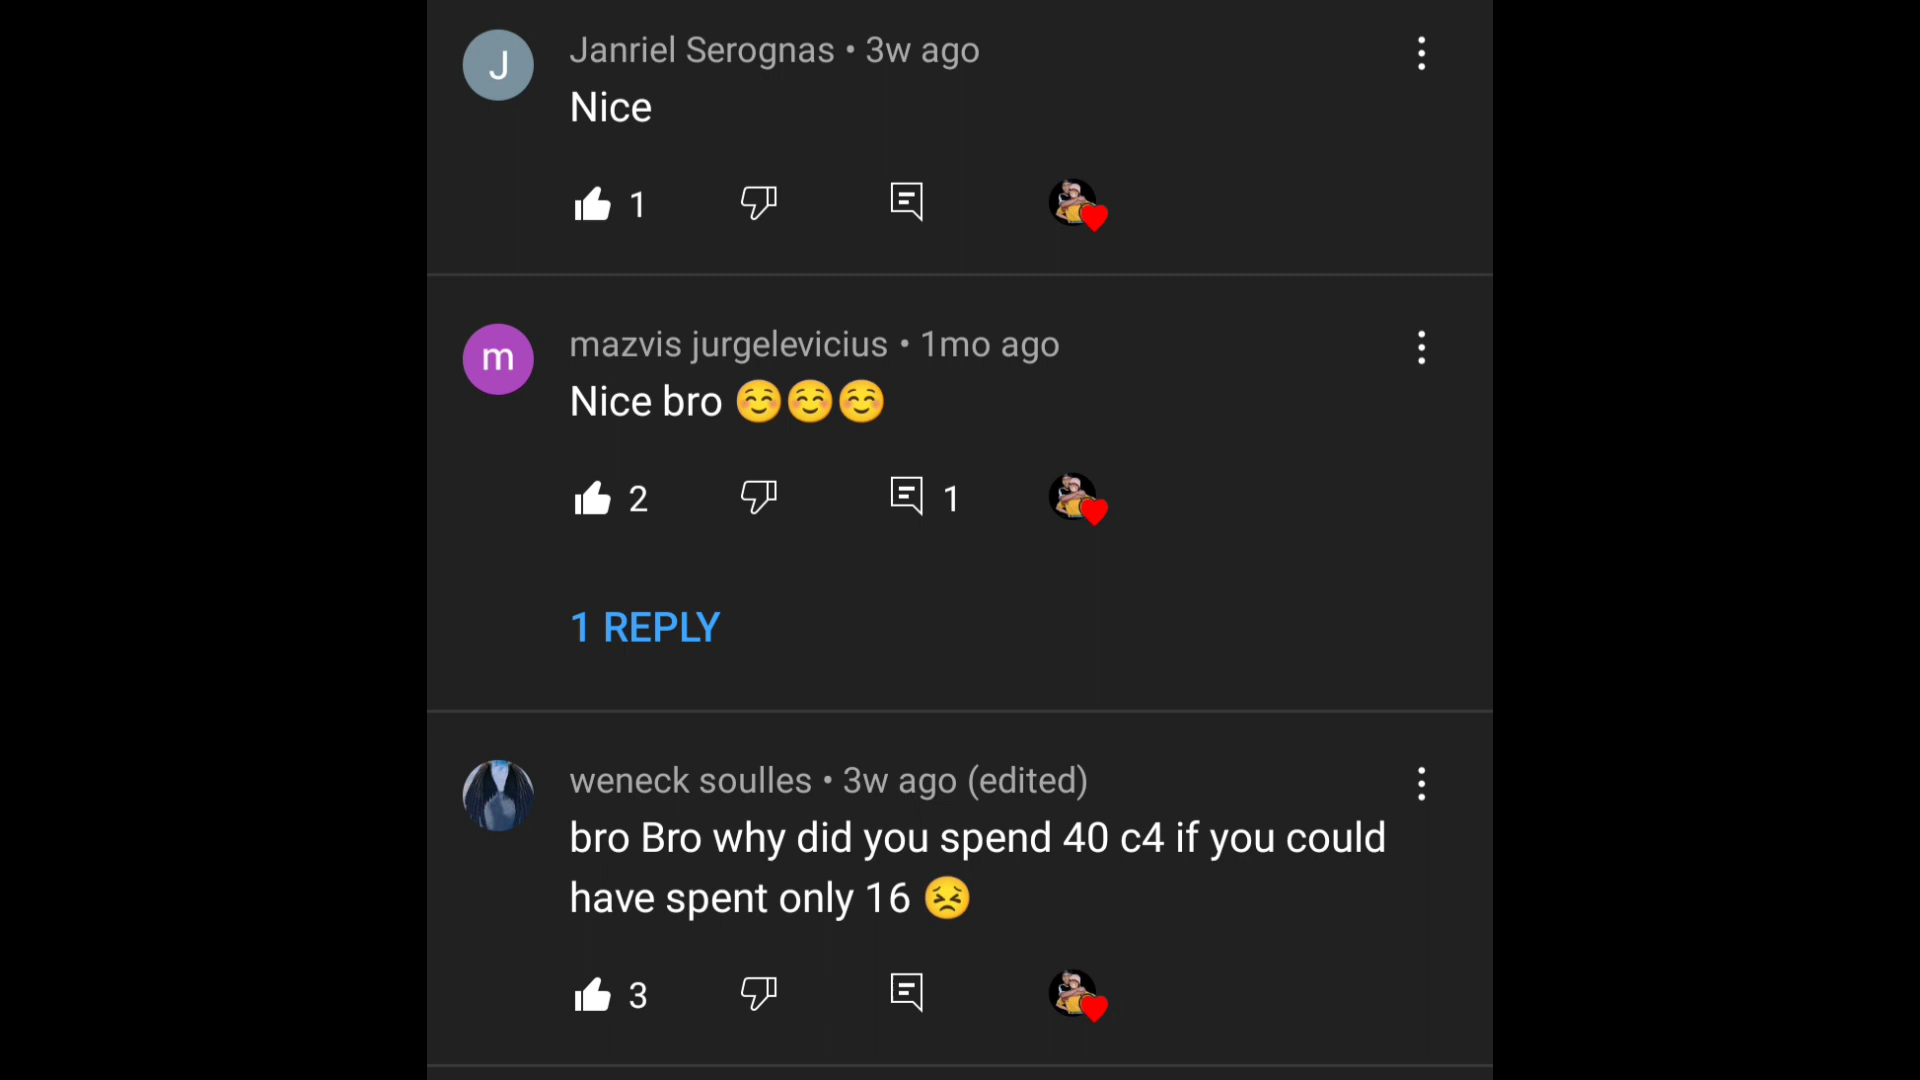 J
Janriel Serognas • 3w ago
Nice
1
m
mazvis jurgelevicius • 1mo ago
Nice bro ☺️☺️☺️
2 1
1 REPLY
weneck soulles • 3w ago (edited)
bro Bro why did you spend 40 c4 if you could
have spent only 16 😣
3